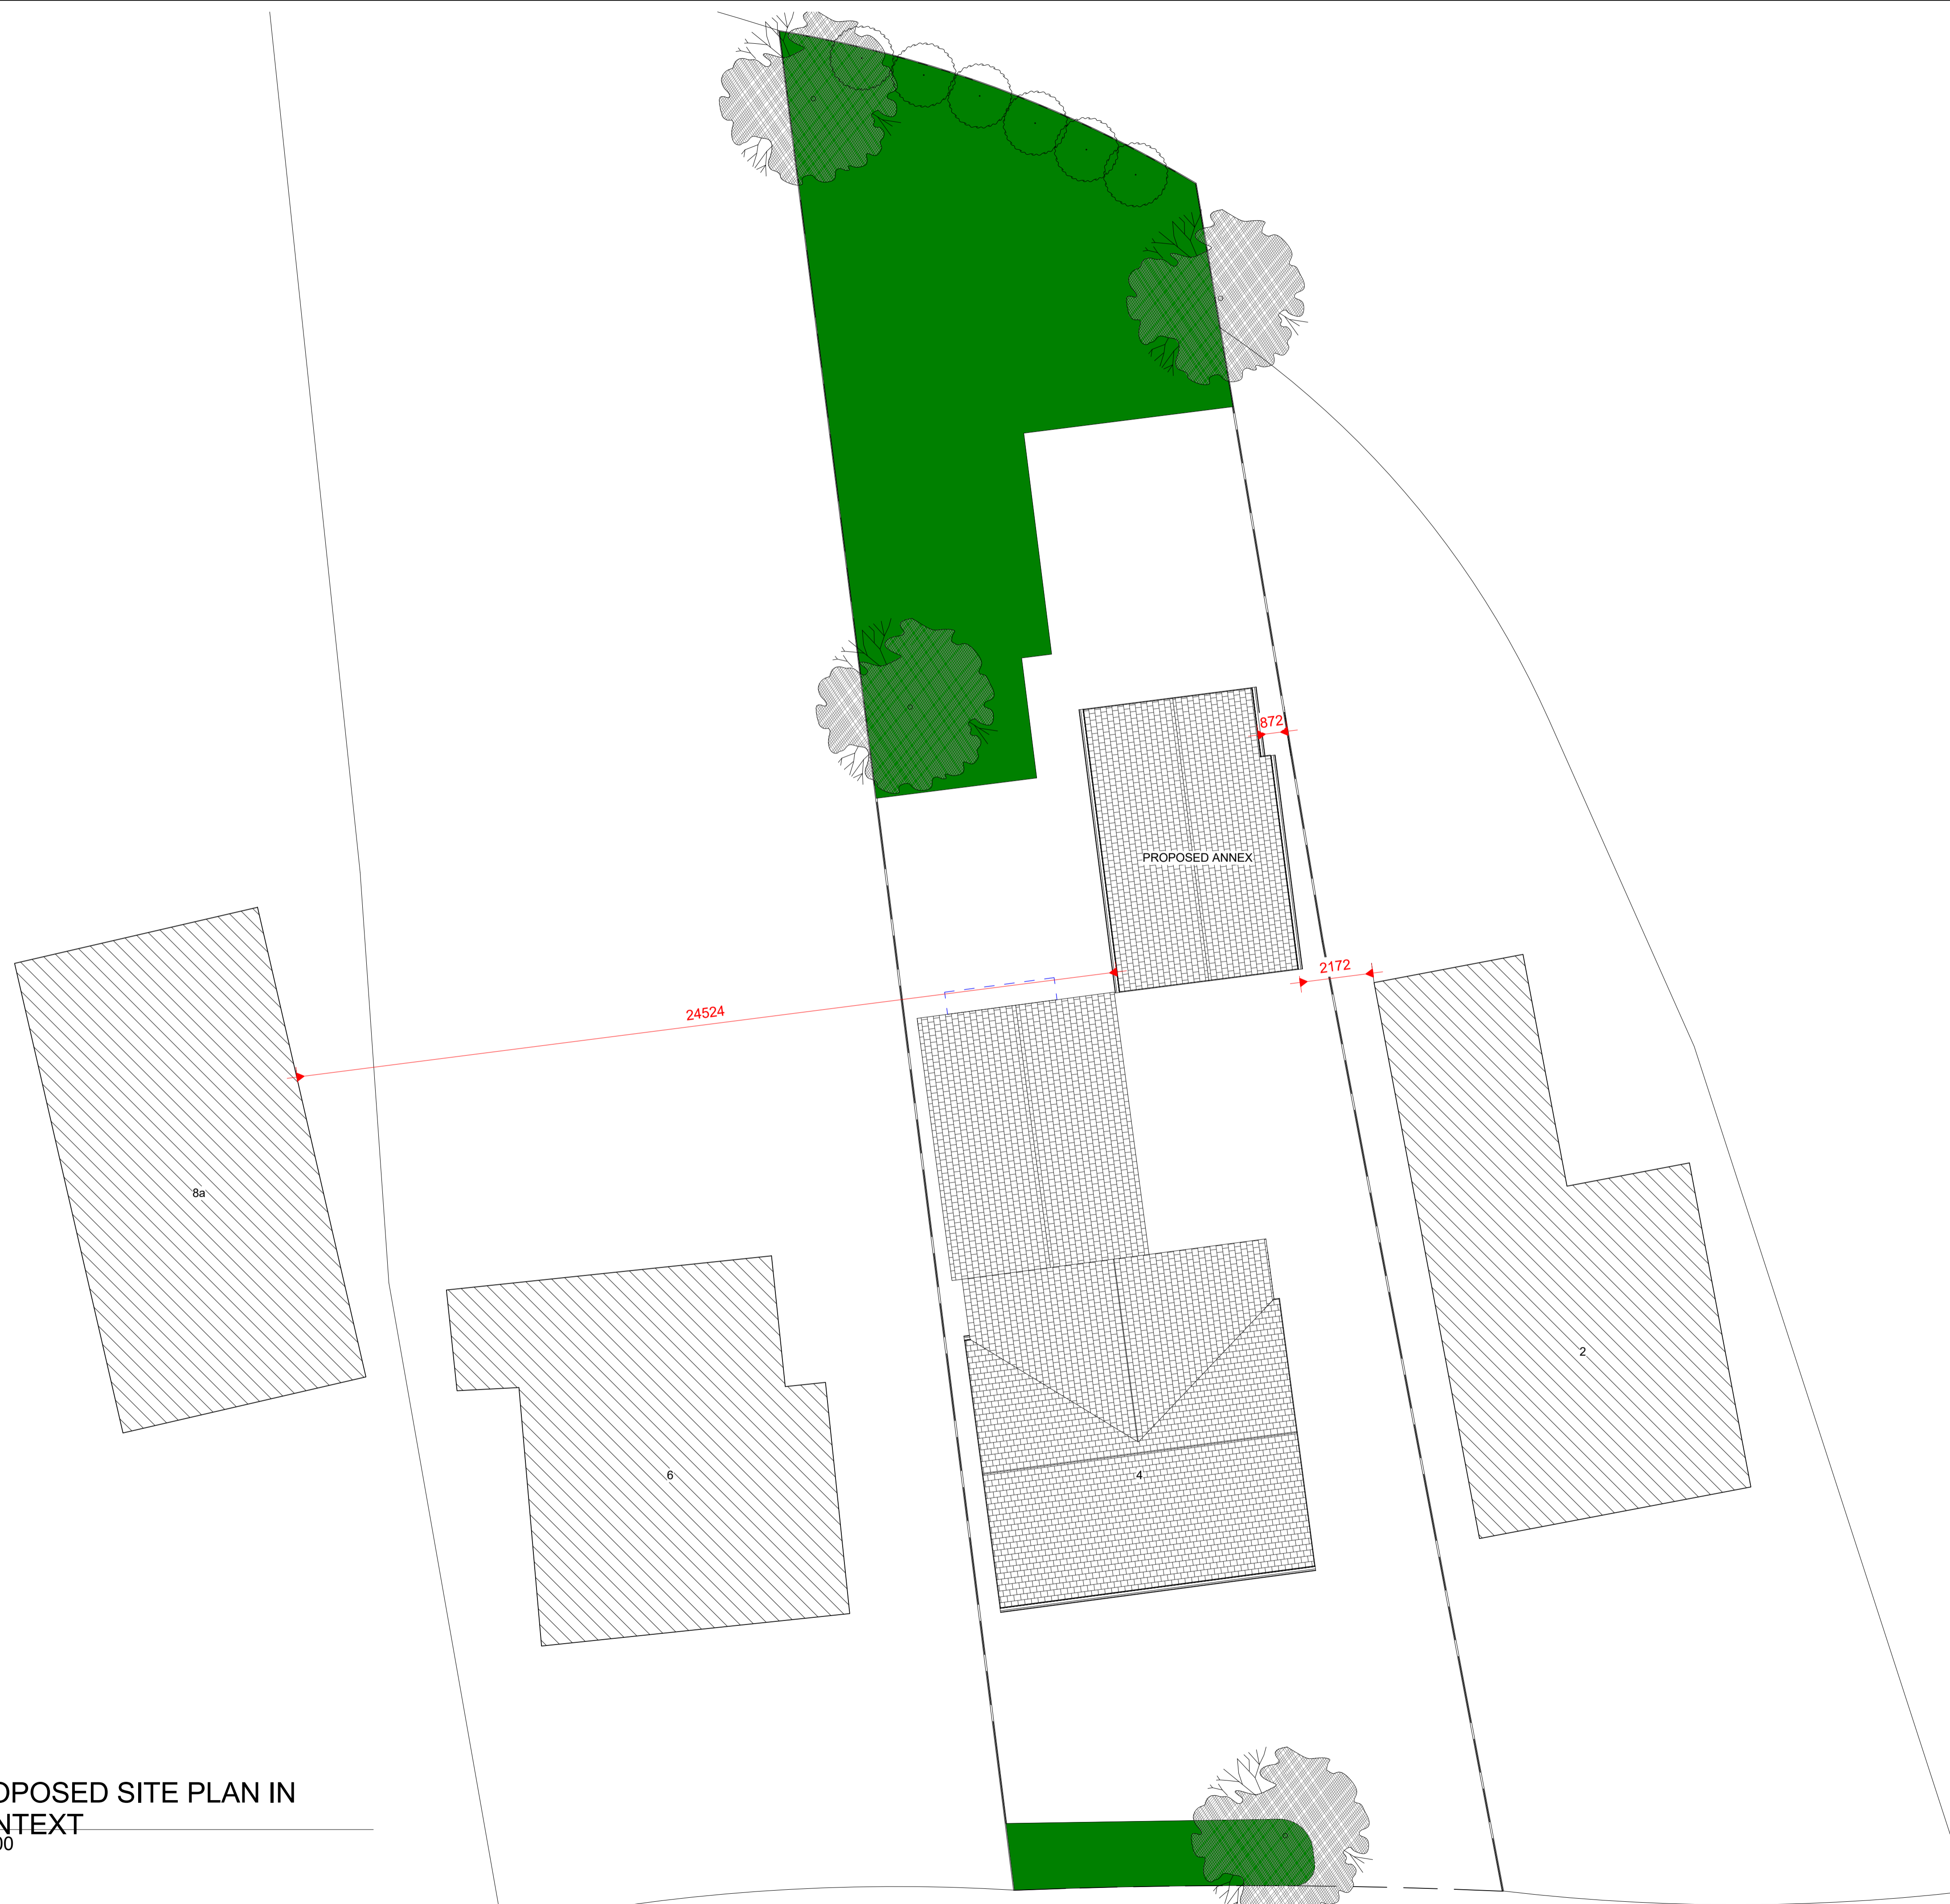 872
PROPOSED ANNEX
2172
24524
8a
2
6
4
OPOSED SITE PLAN IN
NTEXT
00